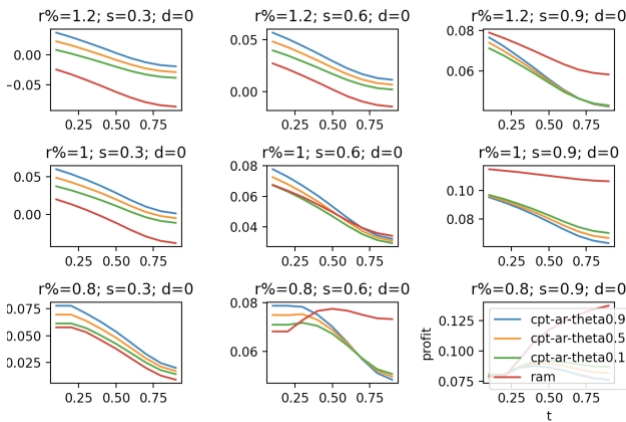 r%=1.2; s=0.3; d=0
r%=1.2; s=0.6; d=0
r%=1.2; s=0.9; d=0
0.00
−0.05
0.25 0.50 0.75
0.05
0.00
0.25 0.50 0.75
0.08
0.06
0.25 0.50 0.75
r%=1; s=0.3; d=0
r%=1; s=0.6; d=0
r%=1; s=0.9; d=0
0.05
0.00
0.25 0.50 0.75
0.08
0.06
0.04
0.25 0.50 0.75
0.10
0.08
0.25 0.50 0.75
r%=0.8; s=0.3; d=0
r%=0.8; s=0.6; d=0
r%=0.8; s=0.9; d=0
0.075
0.050
0.025
0.25 0.50 0.75
0.08
0.06
0.25 0.50 0.75
profit
0.125
0.100
0.075
cpt-ar-theta0.9
cpt-ar-theta0.5
cpt-ar-theta0.1
ram
0.25 0.50 0.75
t